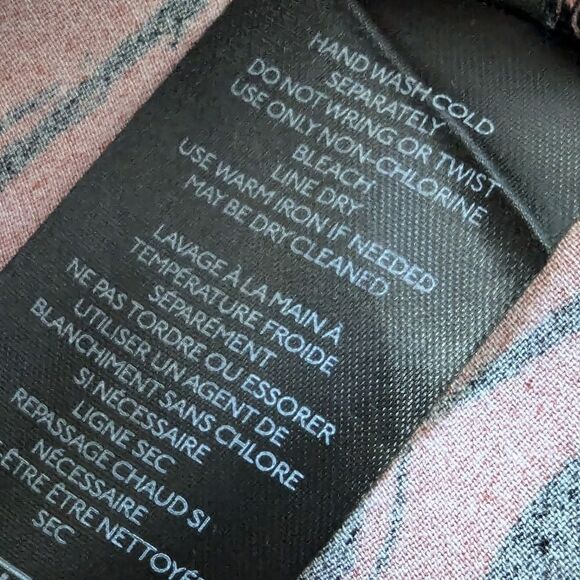 HAND WASH COLD
SEPARATELY
DO NOT WRING OR TWIST
USE ONLY NON-CHLORINE
BLEACH
LINE DRY
USE WARM IRON IF NEEDED
MAY BE DRY CLEANED
LAVAGE À LA MAIN À
TEMPÉRATURE FROIDE
SÉPAREMENT
NE PAS TORDRE OU ESSORER
UTILISER UN AGENT DE
BLANCHIMENT SANS CHLORE
SI NÉCESSAIRE
LIGNE SEC
REPASSAGE CHAUD SI
NÉCESSAIRE
-ÊTRE ÊTRE NETTOYÉ
SEC